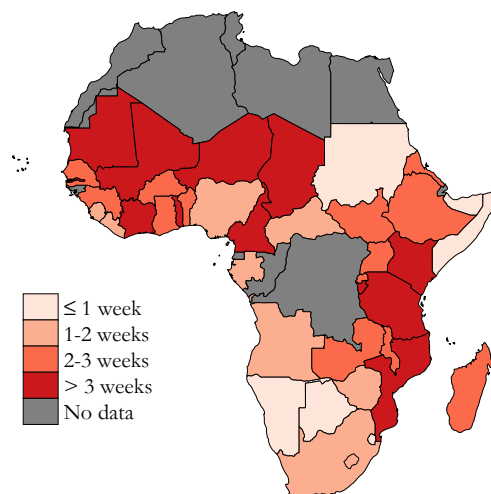 ≤ 1 week
1-2 weeks
2-3 weeks
> 3 weeks
No data